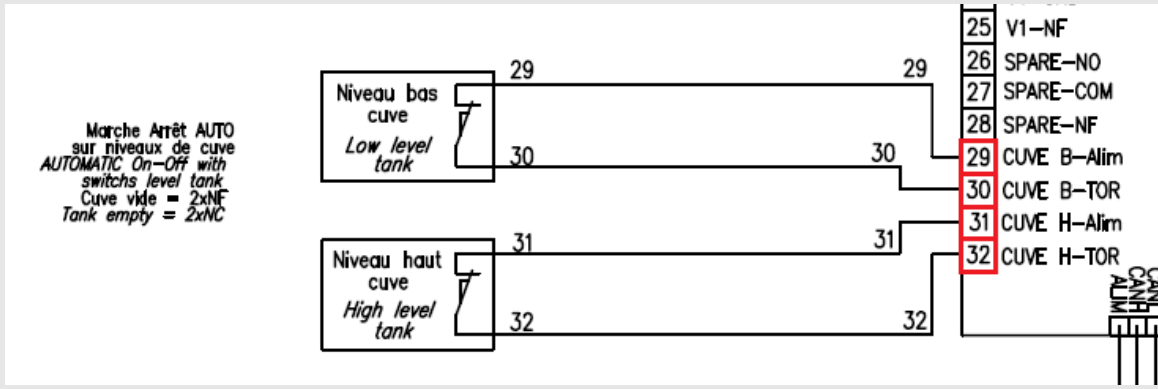 25 V1-NF
26 SPARE-NO
27 SPARE-COM
28 SPARE-NF
29 CUVE B-Alim
30 CUVE B-TOR
31 CUVE H-Alim
32 CUVE H-TOR
Marche Arrêt AUTO
sur niveaux de cuve
AUTOMATIC On-Off with
switchs level tank
Cuve vide = 2xNF
Tank empty = 2xNC
Niveau bas
cuve
Low level
tank
29
29
30
30
Niveau haut
cuve
High level
tank
31
31
32
32
ALIM
CANH
CANL